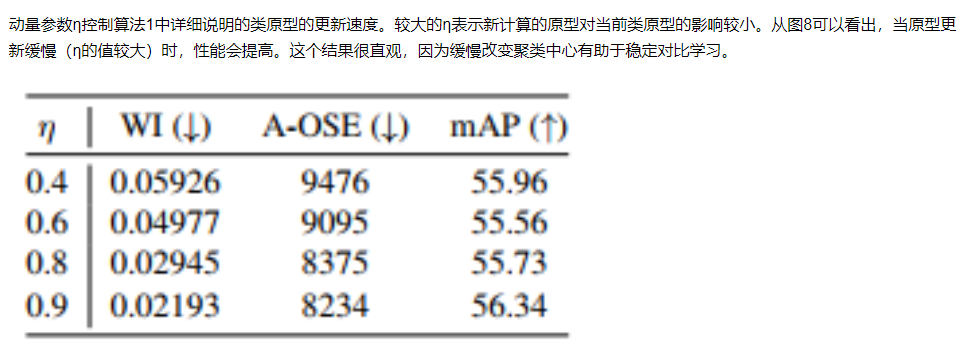 动量参数η控制算法1中详细说明的类原型的更新速度。较大的η表示新计算的原型对当前类原型的影响较小。从图8可以看出，当原型更
新缓慢（η的值较大）时，性能会提高。这个结果很直观，因为缓慢改变聚类中心有助于稳定对比学习。
η WI (↓) A-OSE (↓) mAP (↑)
0.4 0.05926 9476 55.96
0.6 0.04977 9095 55.56
0.8 0.02945 8375 55.73
0.9 0.02193 8234 56.34